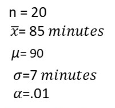 n = 20
x̅= 85 minutes
μ= 90
σ=7 minutes
α=.01